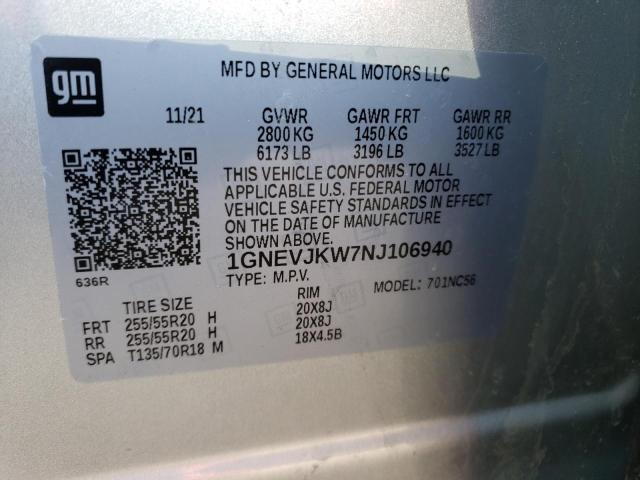 gm
MFD BY GENERAL MOTORS LLC
11/21 GVWR GAWR FRT GAWR RR
2800 KG 1450 KG 1600 KG
6173 LB 3196 LB 3527 LB
THIS VEHICLE CONFORMS TO ALL
APPLICABLE U.S. FEDERAL MOTOR
VEHICLE SAFETY STANDARDS IN EFFECT
ON THE DATE OF MANUFACTURE
1GNEVJKW7NJ106940
636R TYPE: M.P.V. MODEL: 701NC56
TIRE SIZE RIM
FRT 255/55R20 H 20X8J
RR 255/55R20 H 20X8J
SPA T135/70R18 M 18X4.5B